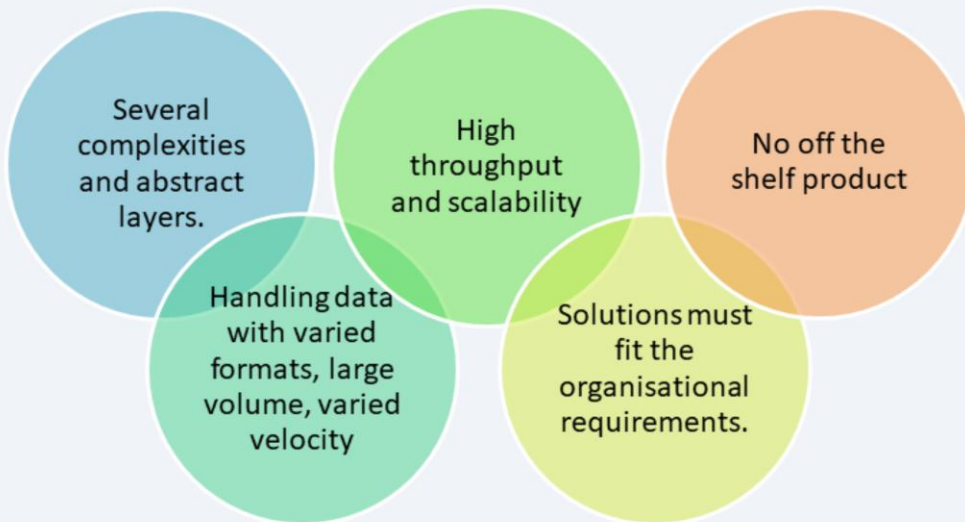 Several
complexities
and abstract
layers.
Handling data
with varied
formats, large
volume, varied
velocity
High
throughput
and scalability
Solutions must
fit the
organisational
requirements.
No off the
shelf product